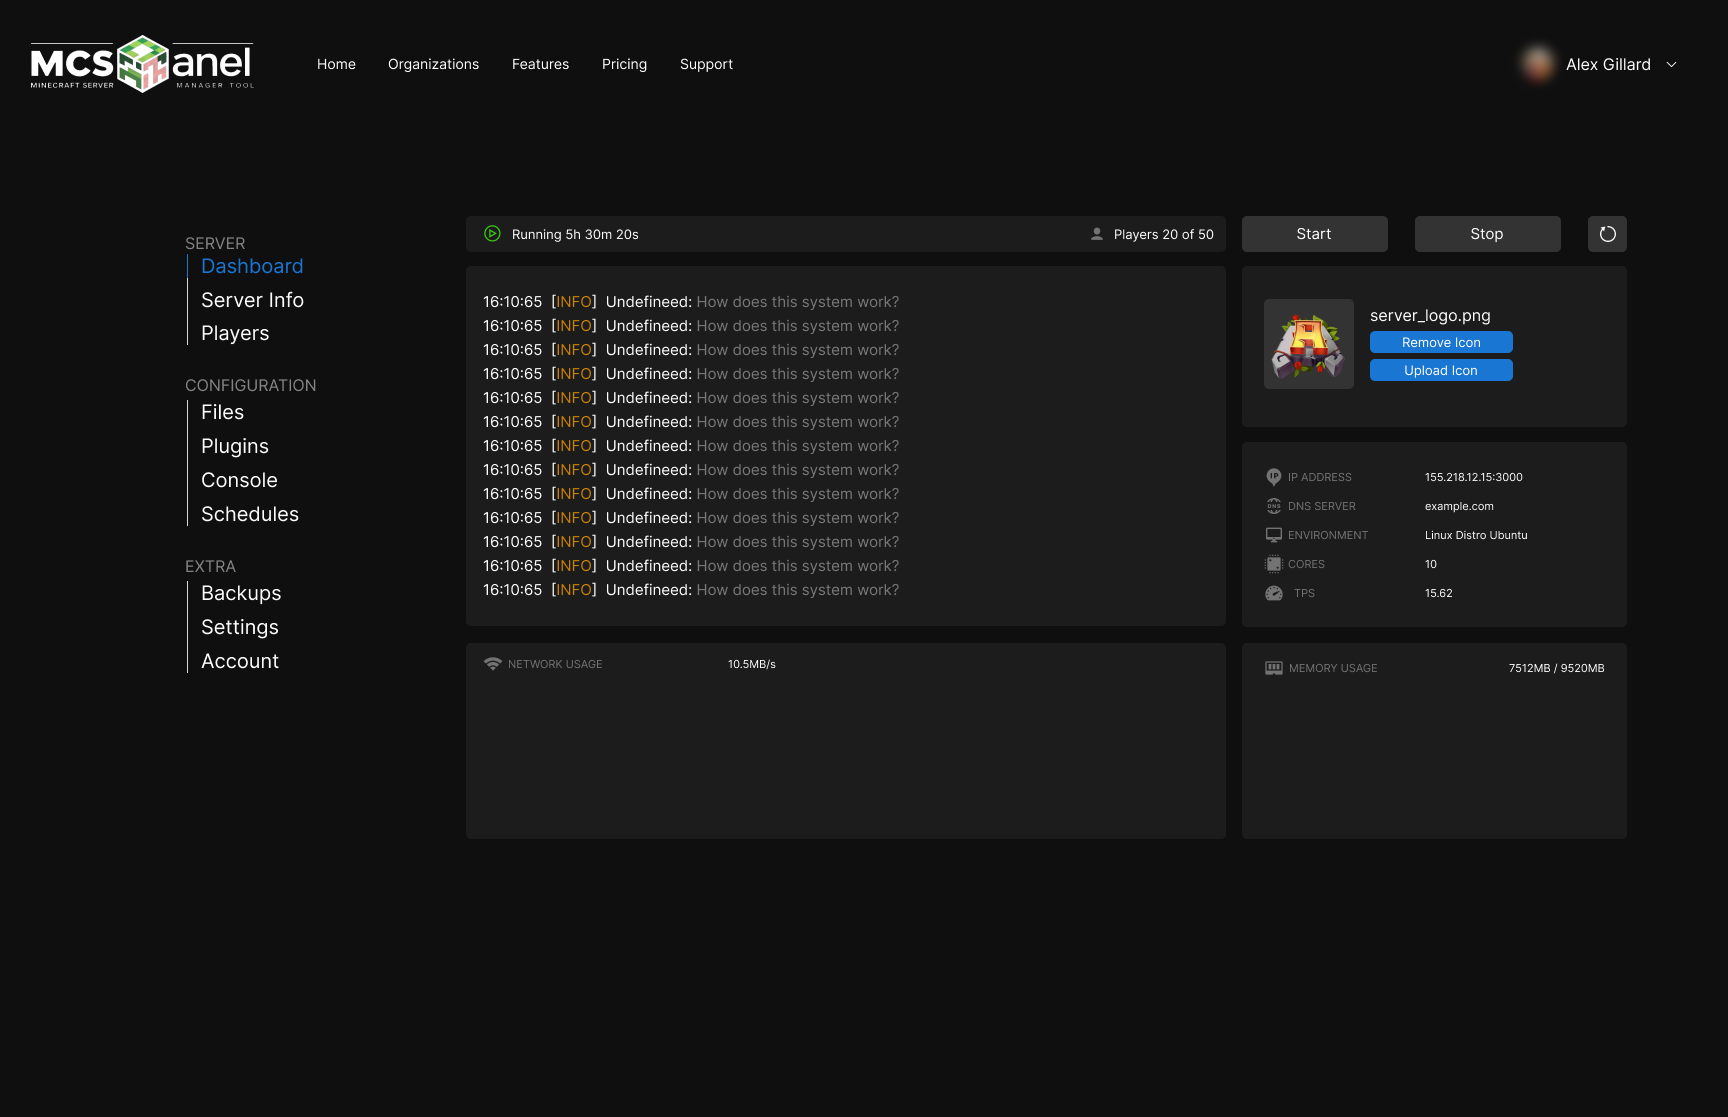 MCSPanel
MINECRAFT SERVER MANAGER TOOL
Home
Organizations
Features
Pricing
Support
Alex Gillard
SERVER
Dashboard
Server Info
Players
CONFIGURATION
Files
Plugins
Console
Schedules
EXTRA
Backups
Settings
Account
Running 5h 30m 20s
Players 20 of 50
Start
Stop
16:10:65 [INFO] Undefineed: How does this system work?
16:10:65 [INFO] Undefineed: How does this system work?
16:10:65 [INFO] Undefineed: How does this system work?
16:10:65 [INFO] Undefineed: How does this system work?
16:10:65 [INFO] Undefineed: How does this system work?
16:10:65 [INFO] Undefineed: How does this system work?
16:10:65 [INFO] Undefineed: How does this system work?
16:10:65 [INFO] Undefineed: How does this system work?
16:10:65 [INFO] Undefineed: How does this system work?
16:10:65 [INFO] Undefineed: How does this system work?
16:10:65 [INFO] Undefineed: How does this system work?
16:10:65 [INFO] Undefineed: How does this system work?
16:10:65 [INFO] Undefineed: How does this system work?
A
server_logo.png
Remove Icon
Upload Icon
IP IP ADDRESS 155.218.12.15:3000
DNS DNS SERVER example.com
ENVIRONMENT Linux Distro Ubuntu
CORES 10
TPS 15.62
NETWORK USAGE 10.5MB/s
MEMORY USAGE 7512MB / 9520MB